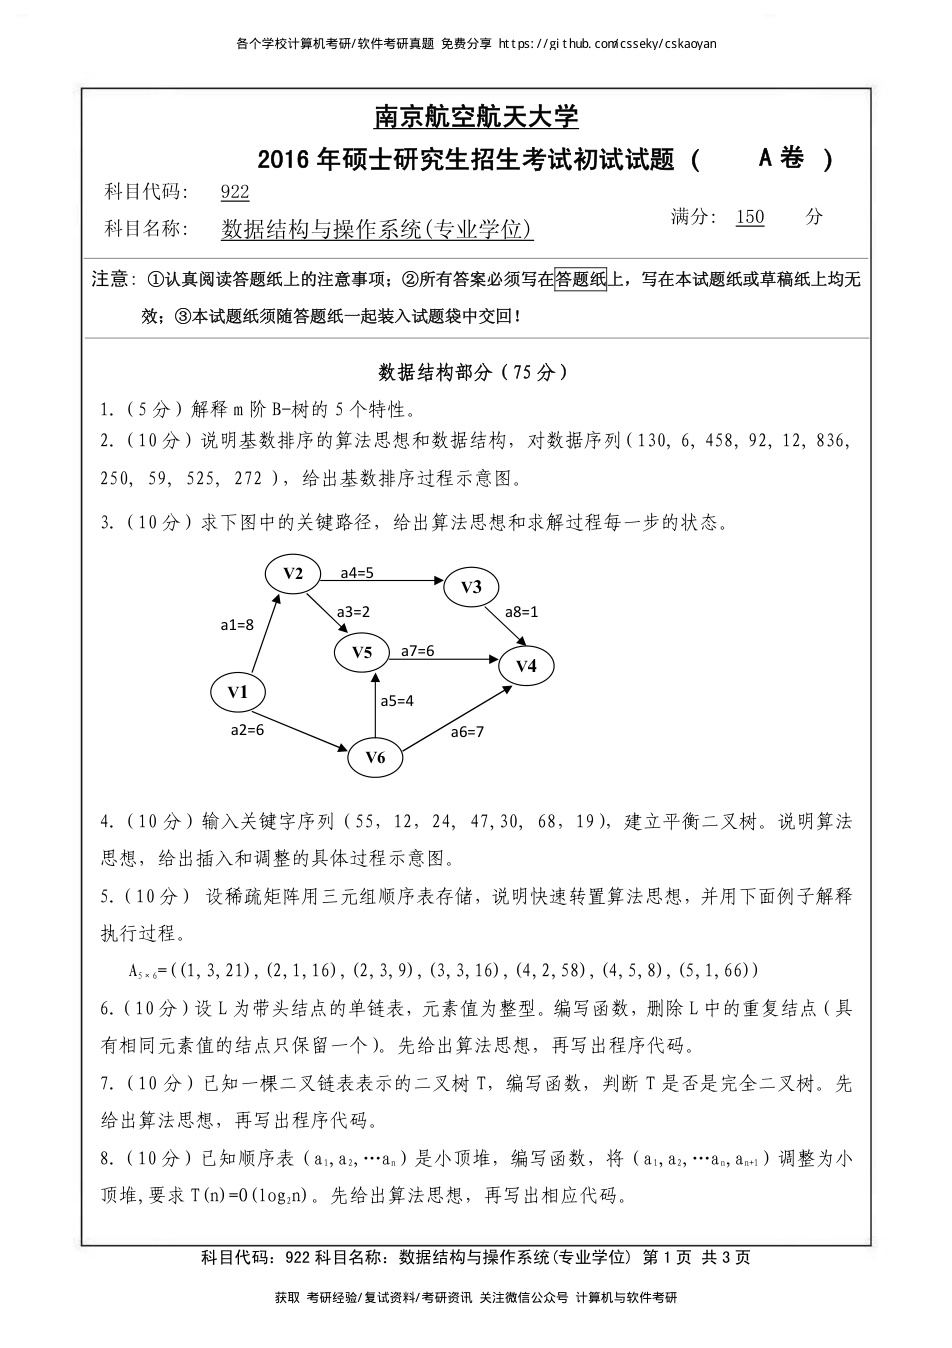 各个学校计算机考研/软件考研真题 免费分享 https://github.com/csseky/cskaoyan
南京航空航天大学
2016 年硕士研究生招生考试初试试题 ( A 卷 )
科目代码: 922
满分: 150 分
科目名称: 数据结构与操作系统(专业学位)
注意: ①认真阅读答题纸上的注意事项; ②所有答案必须写在答题纸上, 写在本试题纸或草稿纸上均无
效; ③本试题纸须随答题纸一起装入试题袋中交回!
数据结构部分 ( 75 分 )
1. ( 5 分 ) 解释 m 阶 B-树的 5 个特性。
2. ( 10 分 ) 说明基数排序的算法思想和数据结构, 对数据序列 ( 130, 6, 458, 92, 12, 836,
250, 59, 525, 272 ), 给出基数排序过程示意图。
3. ( 10 分 ) 求下图中的关键路径, 给出算法思想和求解过程每一步的状态。
V2
a4=5
V3
a3=2
a8=1
a1=8
V5
a7=6
V4
V1
a5=4
a2=6
a6=7
V6
4. ( 10 分 ) 输入关键字序列 ( 55, 12, 24, 47, 30, 68, 19 ), 建立平衡二叉树。说明算法
思想, 给出插入和调整的具体过程示意图。
5. ( 10 分 ) 设稀疏矩阵用三元组顺序表存储, 说明快速转置算法思想, 并用下面例子解释
执行过程。
A5×6=((1,3,21),(2,1,16),(2,3,9),(3,3,16),(4,2,58),(4,5,8),(5,1,66))
6. ( 10 分 ) 设 L 为带头结点的单链表, 元素值为整型。编写函数, 删除 L 中的重复结点 ( 具
有相同元素值的结点只保留一个 )。先给出算法思想, 再写出程序代码。
7. ( 10 分 ) 已知一棵二叉链表表示的二叉树 T, 编写函数, 判断 T 是否是完全二叉树。先
给出算法思想, 再写出程序代码。
8. ( 10 分 ) 已知顺序表 ( a1, a2, …an ) 是小顶堆, 编写函数, 将 ( a1, a2, …an, an+1 ) 调整为小
顶堆, 要求 T(n)=O(log2n)。先给出算法思想, 再写出相应代码。
科目代码: 922 科目名称: 数据结构与操作系统(专业学位) 第 1 页 共 3 页
获取 考研经验/复试资料/考研资讯 关注微信公众号 计算机与软件考研